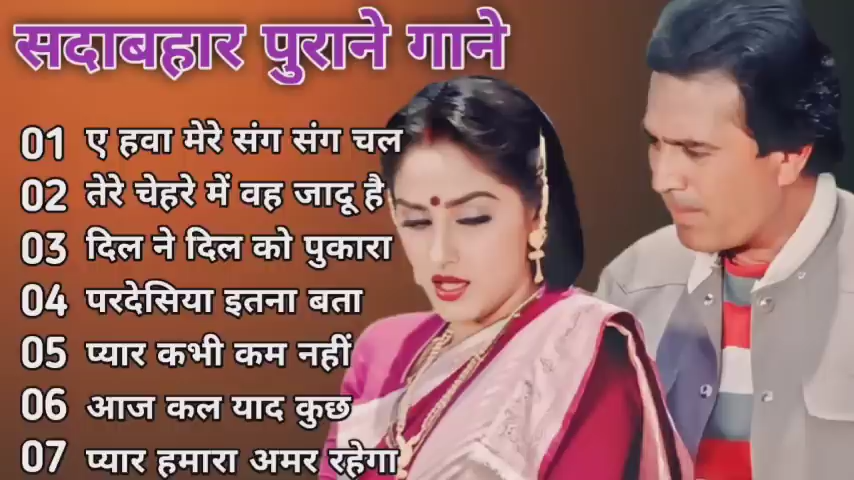 सदाबहार पुराने गाने
01 ए हवा मेरे संग संग चल
02 तेरे चेहरे में वह जादू है
03 दिल ने दिल को पुकारा
04 परदेसिया इतना बता
05 प्यार कभी कम नहीं
06 आज कल याद कुछ
07 प्यार हमारा अमर रहेगा